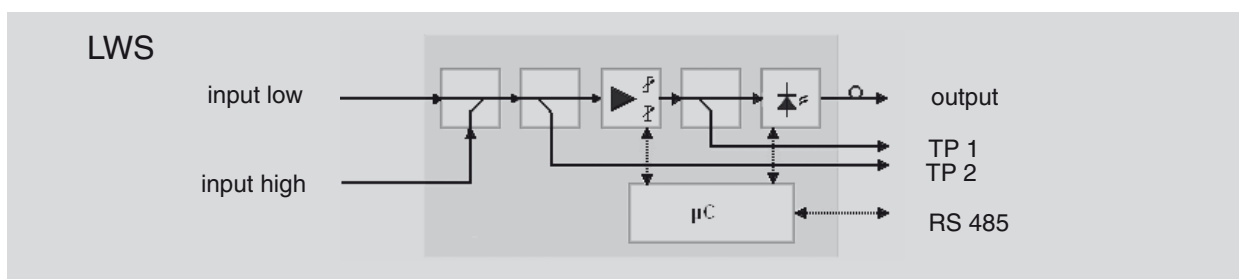 LWS
input low
output
TP 1
TP 2
input high
µC
RS 485